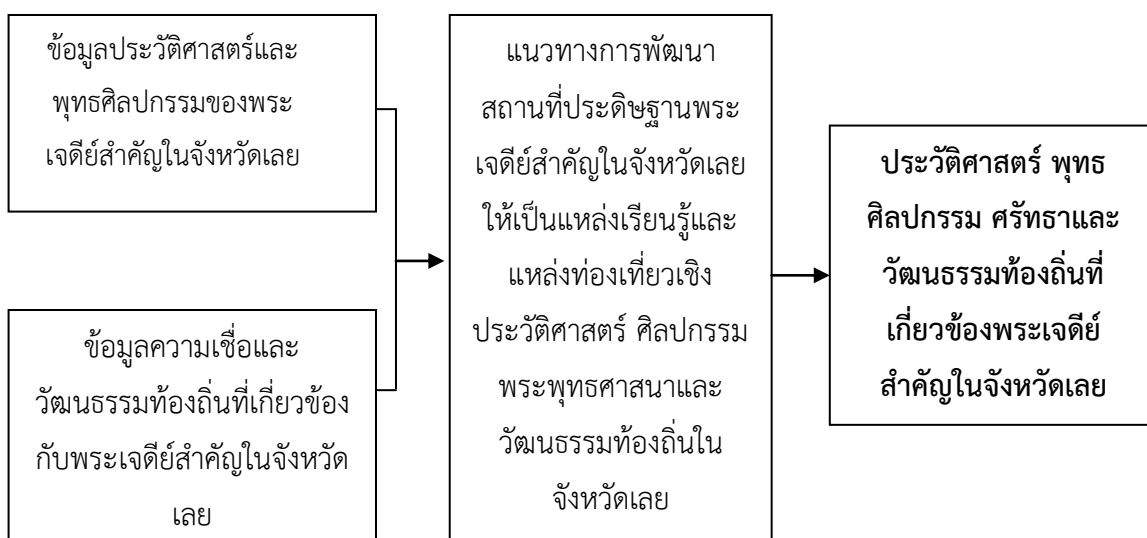 ข้อมูลประวัติศาสตร์และ
พุทธศิลปกรรมของพระ
เจดีย์สำคัญในจังหวัดเลย
ข้อมูลความเชื่อและ
วัฒนธรรมท้องถิ่นที่เกี่ยวข้อง
กับพระเจดีย์สำคัญในจังหวัด
เลย
แนวทางการพัฒนา
สถานที่ประดิษฐานพระ
เจดีย์สำคัญในจังหวัดเลย
ให้เป็นแหล่งเรียนรู้และ
แหล่งท่องเที่ยวเชิง
ประวัติศาสตร์ ศิลปกรรม
พระพุทธศาสนาและ
วัฒนธรรมท้องถิ่นใน
จังหวัดเลย
ประวัติศาสตร์ พุทธ
ศิลปกรรม ศรัทธาและ
วัฒนธรรมท้องถิ่นที่
เกี่ยวข้องพระเจดีย์
สำคัญในจังหวัดเลย